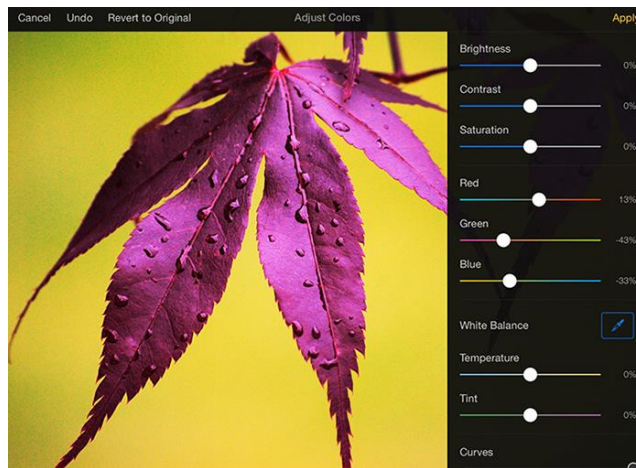 Cancel Undo Revert to Original Adjust Colors Apply
Brightness
0%
Contrast
0%
Saturation
0%
Red
13%
Green
-43%
Blue
-33%
White Balance
Temperature
0%
Tint
0%
Curves